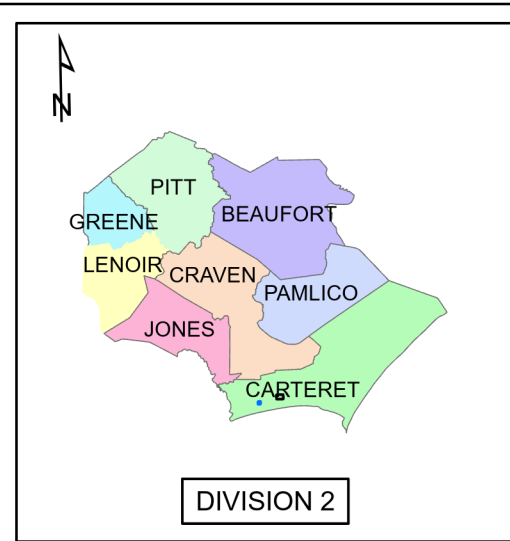 N
PITT
GREENE
BEAUFORT
LENOIR
CRAVEN
PAMLICO
JONES
CARTERET
DIVISION 2